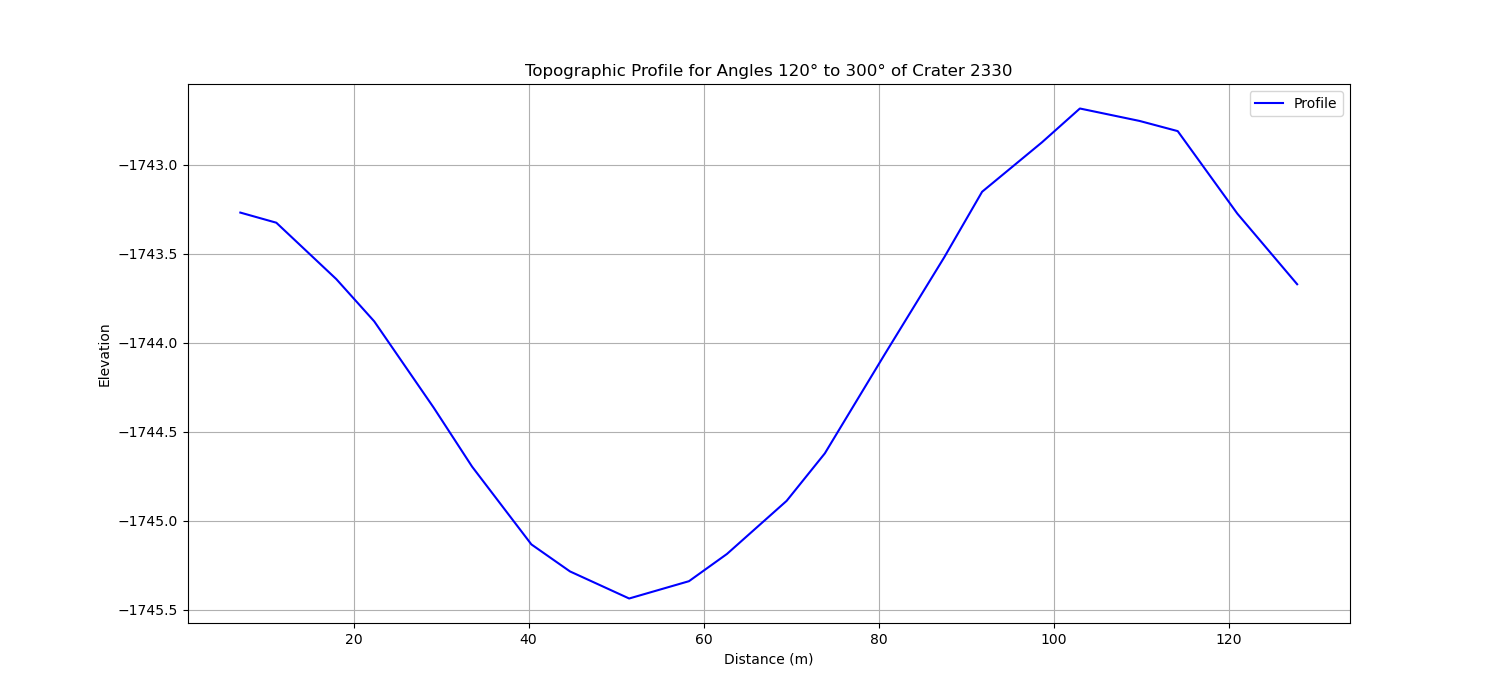 Topographic Profile for Angles 120° to 300° of Crater 2330
Profile
−1743.0
−1743.5
−1744.0
−1744.5
−1745.0
−1745.5
Elevation
20 40 60 80 100 120
Distance (m)